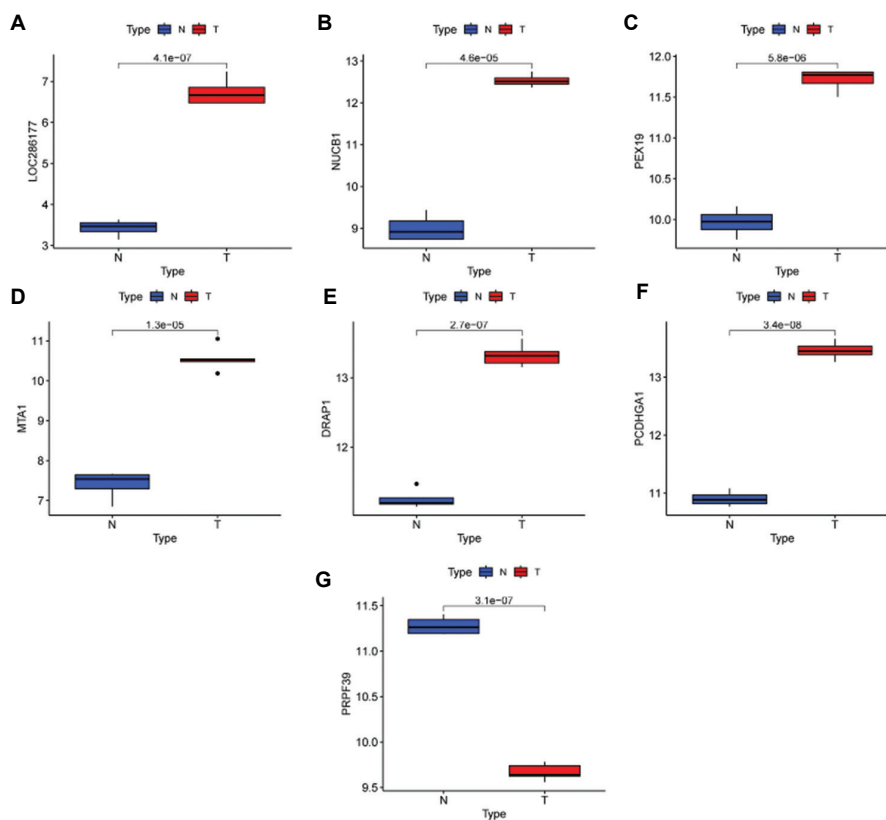 A
Type N T
4.1e−07
7
6
5
4
3
LOC286177
N T
Type
B
Type N T
4.6e−05
13
12
11
10
9
NUCB1
N T
Type
C
Type N T
5.8e−06
12.0
11.5
11.0
10.5
10.0
PEX19
N T
Type
D
Type N T
1.3e−05
11
10
9
8
7
MTA1
N T
Type
E
Type N T
2.7e−07
13
12
DRAP1
N T
Type
F
Type N T
3.4e−08
13
12
11
PCDHGA1
N T
Type
G
Type N T
3.1e−07
11.5
11.0
10.5
10.0
9.5
PRPF39
N T
Type